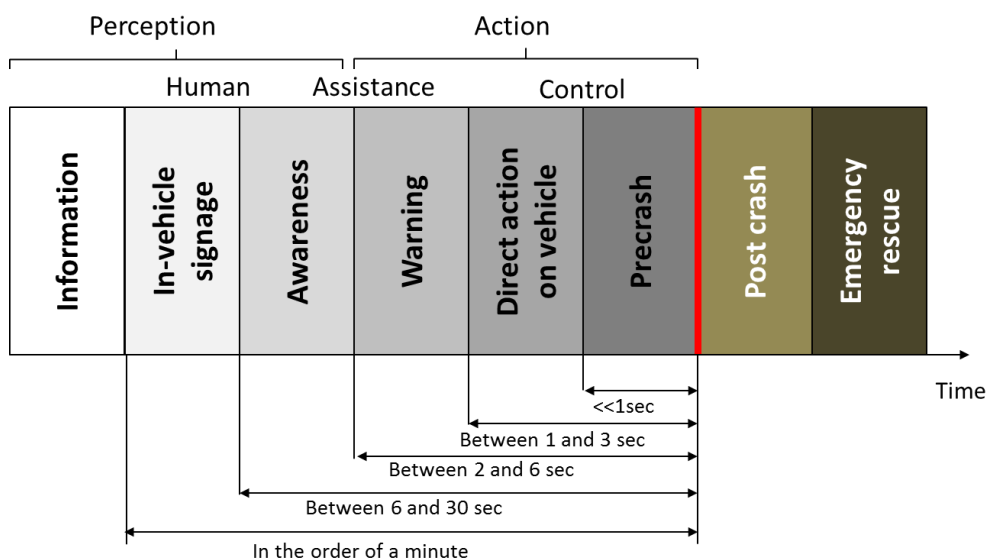 Perception
Action
Human
Assistance
Control
Information
In-vehicle
signage
Awareness
Warning
Direct action
on vehicle
Precrash
Post crash
Emergency
rescue
Time
<<1sec
Between 1 and 3 sec
Between 2 and 6 sec
Between 6 and 30 sec
In the order of a minute